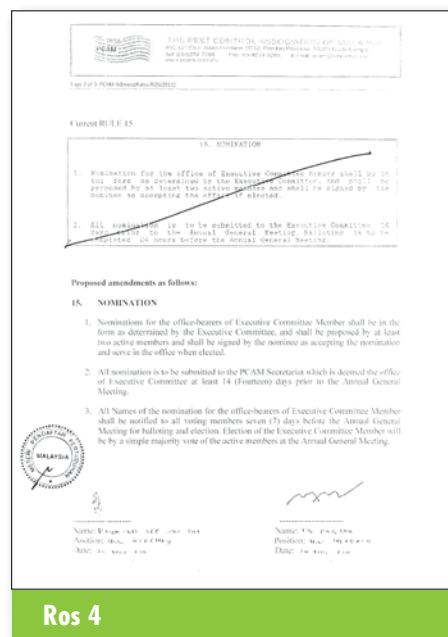 THE PEST CONTROL ASSOCIATION OF MALAYSIA
PCAM
Current RULE 15
15. NOMINATION
1. Nomination for the office of Executive Committee member shall be in
the form as determined by the Executive Committee, and shall be
proposed by at least two active members and shall be signed by the
nominee as accepting the office if elected.
2. All nomination is to be submitted to the Executive Committee
days prior to the Annual General Meeting. Balloting is to be
completed 24 hours before the Annual General Meeting.
Proposed amendments as follows:
15. NOMINATION
1. Nominations for the office-bearers of Executive Committee Member shall be in the
form as determined by the Executive Committee, and shall be proposed by at least
two active members and shall be signed by the nominee as accepting the nomination
and serve in the office when elected.
2. All nomination is to be submitted to the PCAM Secretariat which is deemed the office
of Executive Committee at least 14 (Fourteen) days prior to the Annual General
Meeting.
3. All Names of the nomination for the office-bearers of Executive Committee Member
shall be notified to all voting members seven (7) days before the Annual General
Meeting for balloting and election. Election of the Executive Committee Member will
be by a simple majority vote of the active members at the Annual General Meeting.
MALAYSIA
Name:
Position:
Date:
Name:
Position:
Date:
Ros 4